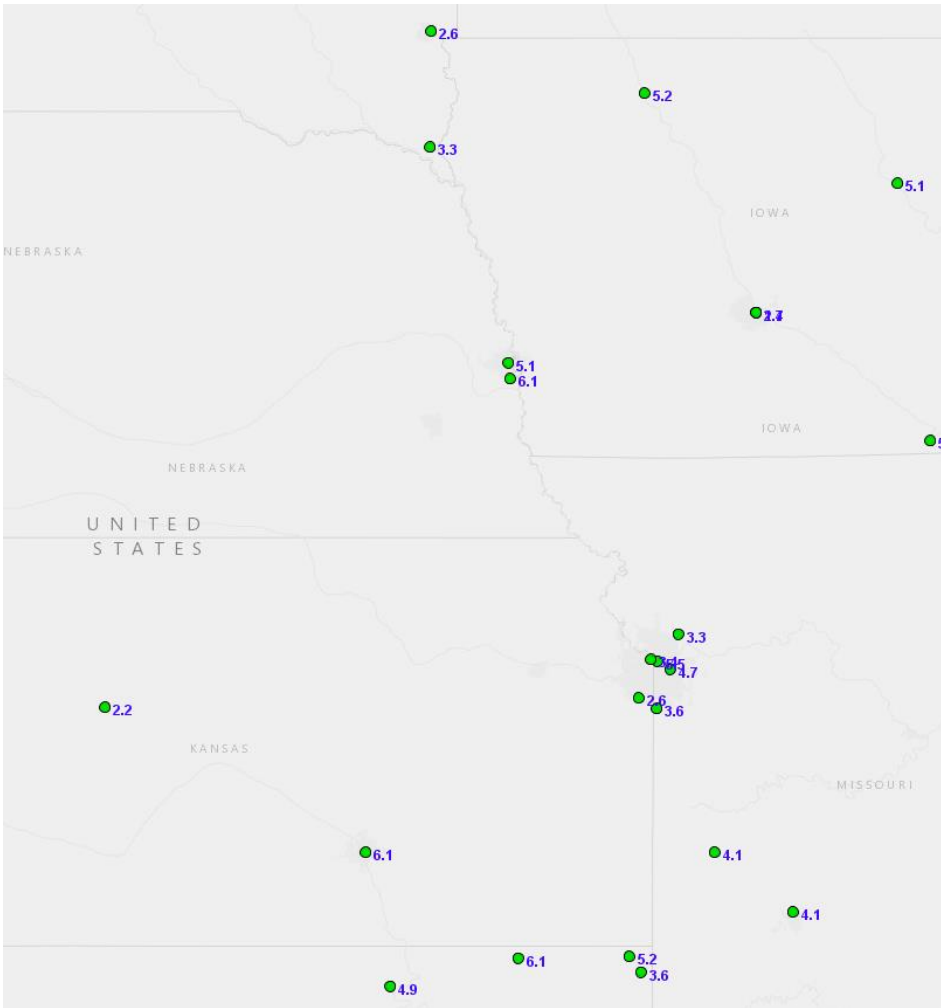 2.6
5.2
3.3
5.1
IOWA
NEBRASKA
5.1
6.1
IOWA
NEBRASKA
UNITED
STATES
3.3
4.7
2.6
3.6
2.2
KANSAS
MISSOURI
6.1
4.1
4.1
6.1
5.2
3.6
4.9